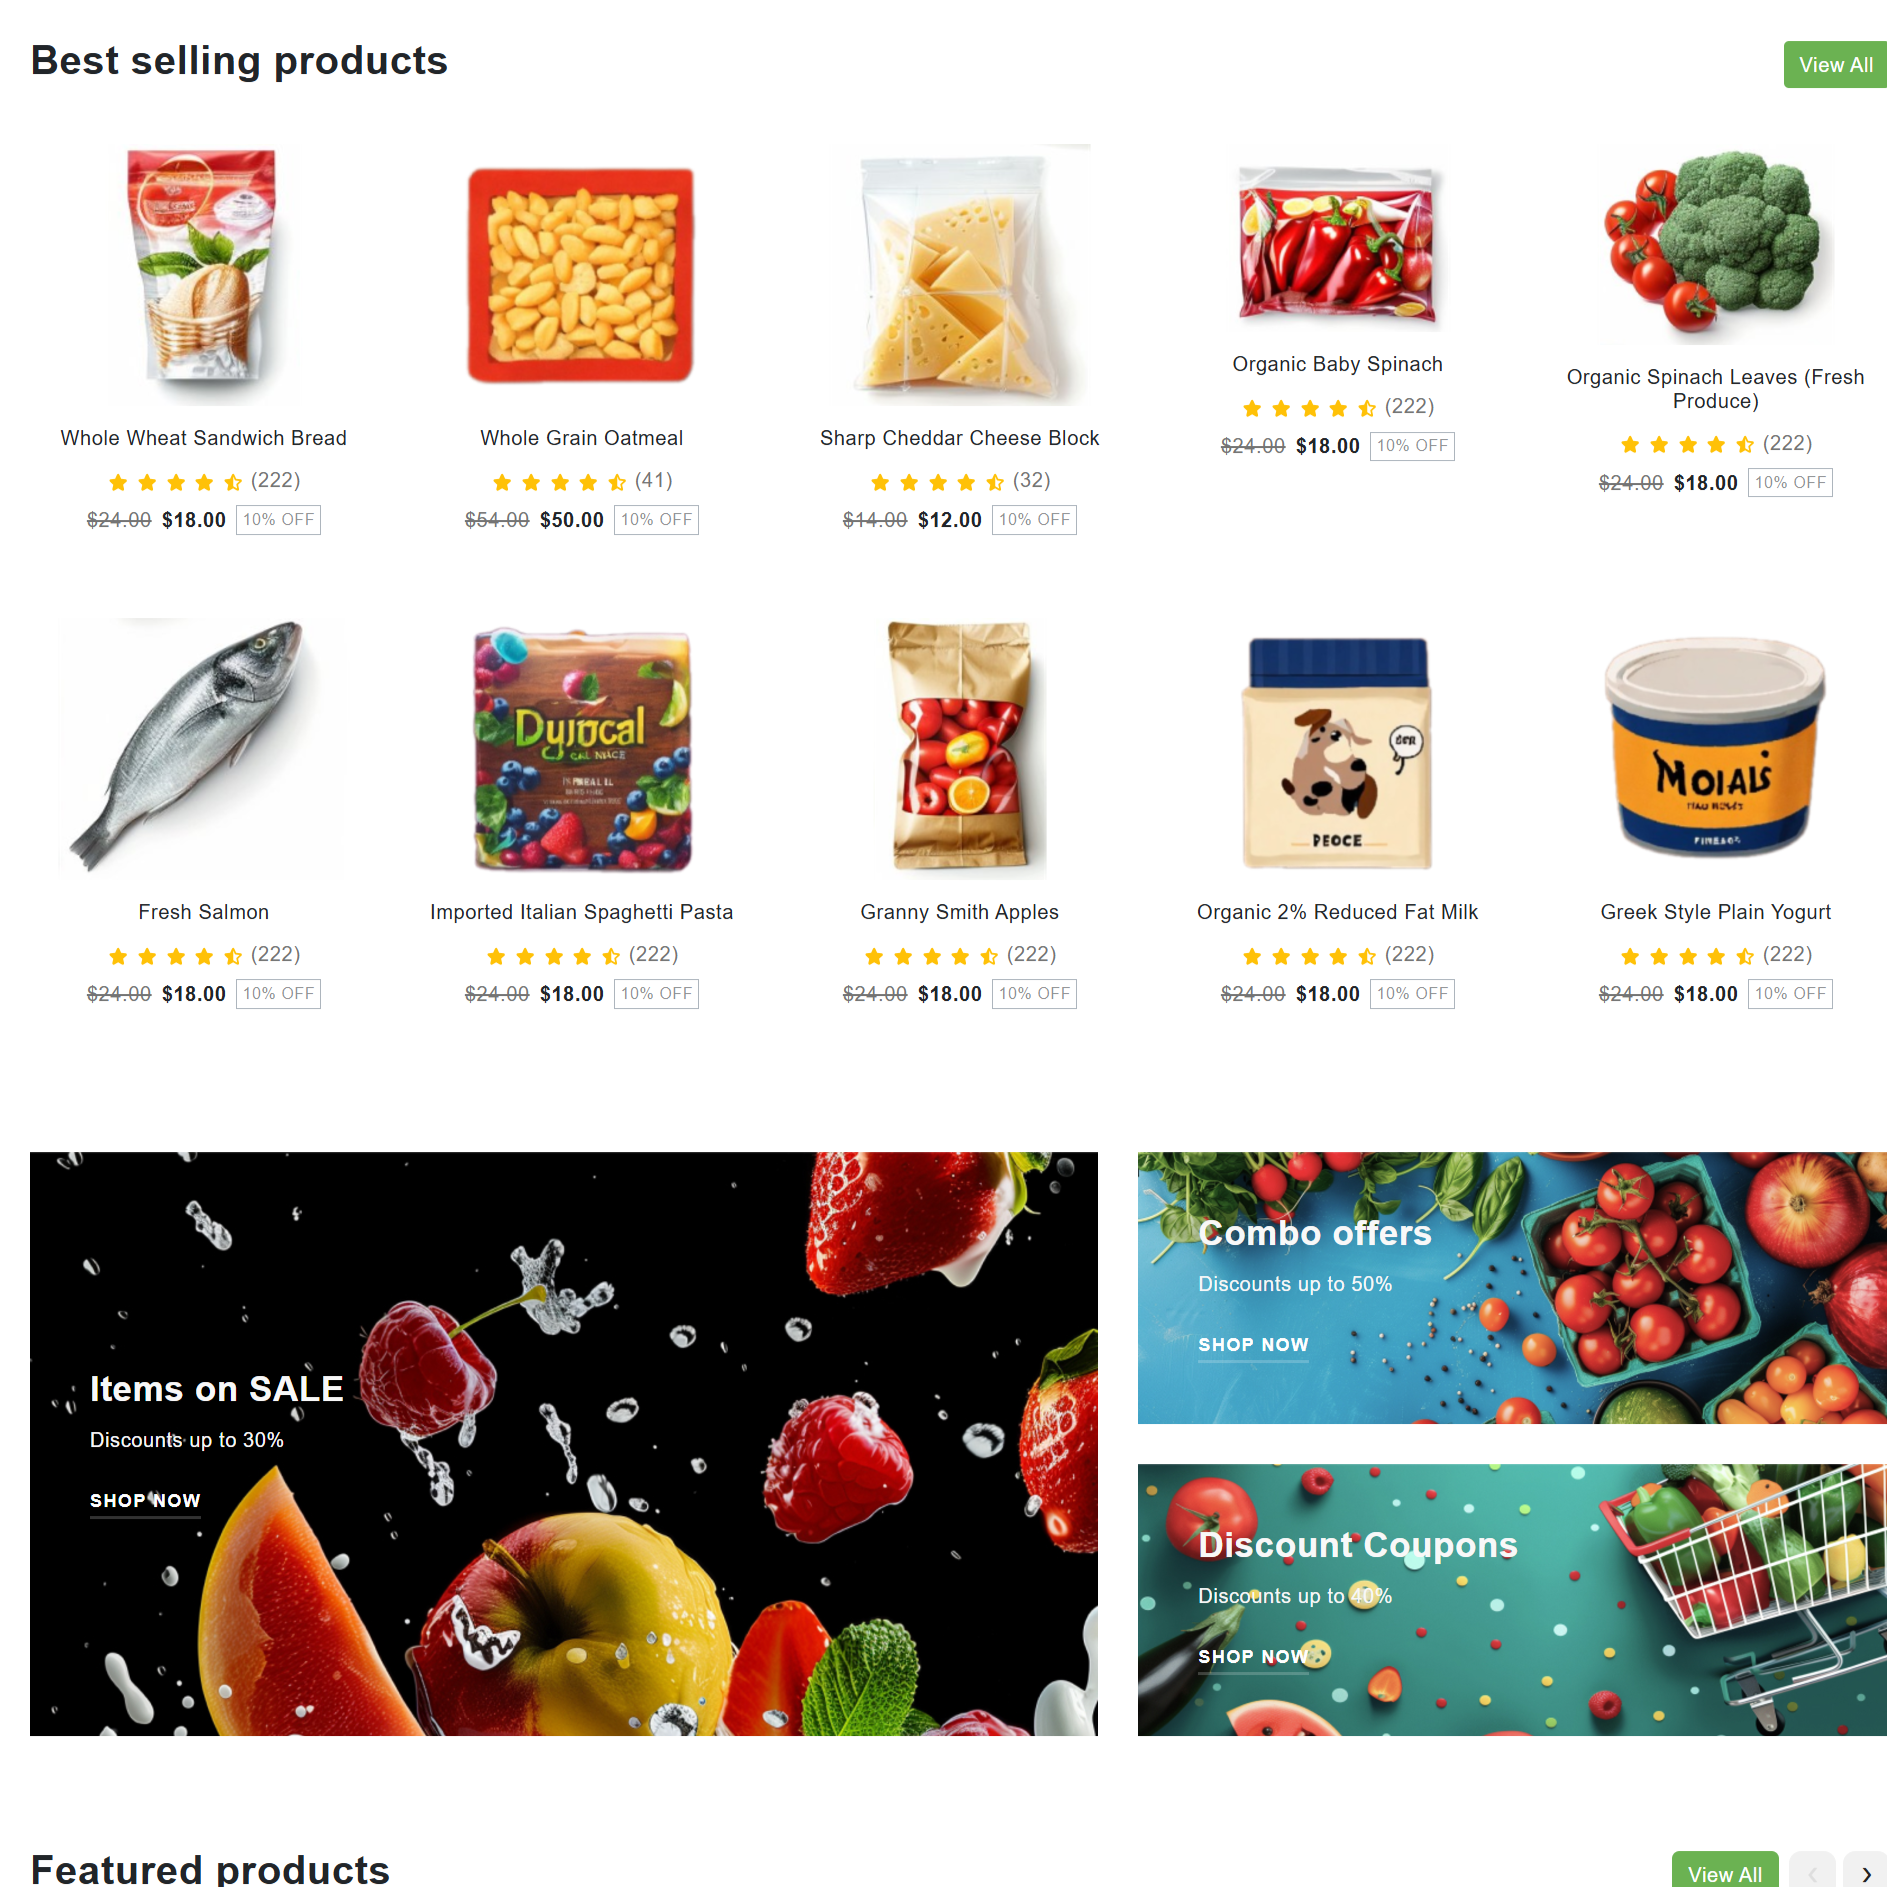 Best selling products
View All
Whole Wheat Sandwich Bread
(222)
$24.00 $18.00 10% OFF
Whole Grain Oatmeal
(41)
$54.00 $50.00 10% OFF
Sharp Cheddar Cheese Block
(32)
$14.00 $12.00 10% OFF
Organic Baby Spinach
(222)
$24.00 $18.00 10% OFF
Organic Spinach Leaves (Fresh
Produce)
(222)
$24.00 $18.00 10% OFF
Fresh Salmon
(222)
$24.00 $18.00 10% OFF
Dyjocal
Imported Italian Spaghetti Pasta
(222)
$24.00 $18.00 10% OFF
Granny Smith Apples
(222)
$24.00 $18.00 10% OFF
PEOCE
Organic 2% Reduced Fat Milk
(222)
$24.00 $18.00 10% OFF
MOIALS
Greek Style Plain Yogurt
(222)
$24.00 $18.00 10% OFF
Items on SALE
Discounts up to 30%
SHOP NOW
Combo offers
Discounts up to 50%
SHOP NOW
Discount Coupons
Discounts up to 40%
SHOP NOW
Featured products
View All